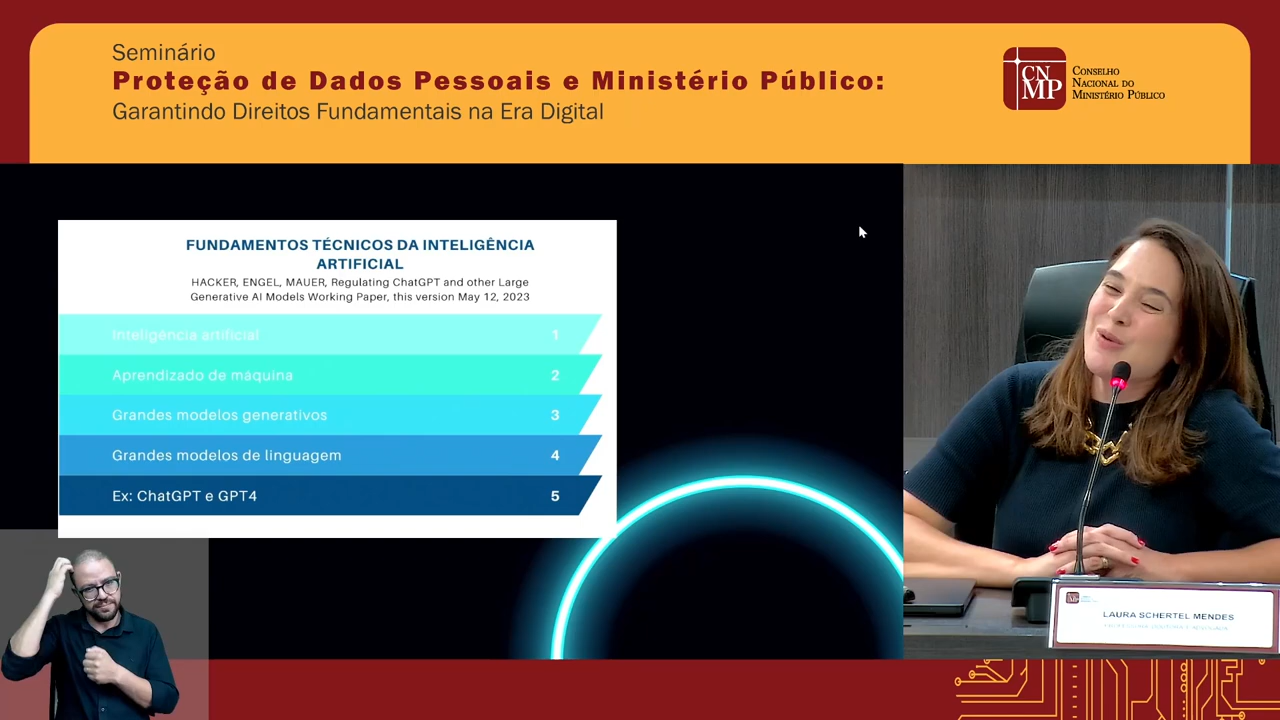 Seminário
Proteção de Dados Pessoais e Ministério Público:
Garantindo Direitos Fundamentais na Era Digital
CN
MP
Conselho
Nacional do
Ministério Público
FUNDAMENTOS TÉCNICOS DA INTELIGÊNCIA
ARTIFICIAL
HACKER, ENGEL, MAUER, Regulating ChatGPT and other Large
Generative AI Models Working Paper, this version May 12, 2023
Inteligência artificial 1
Aprendizado de máquina 2
Grandes modelos generativos 3
Grandes modelos de linguagem 4
Ex: ChatGPT e GPT4 5
LAURA SCHERTEL MENDES